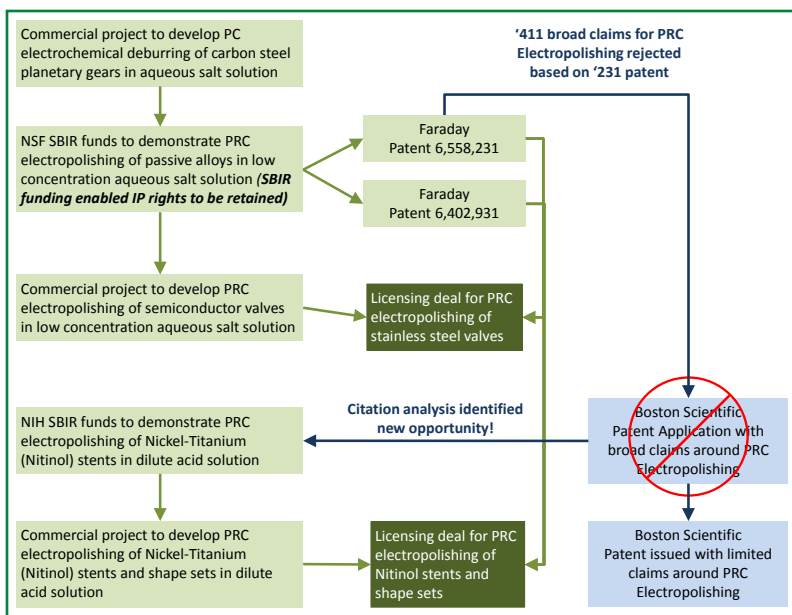 Commercial project to develop PC
electrochemical deburring of carbon steel
planetary gears in aqueous salt solution
‘411 broad claims for PRC
Electropolishing rejected
based on ‘231 patent
NSF SBIR funds to demonstrate PRC
electropolishing of passive alloys in low
concentration aqueous salt solution (SBIR
funding enabled IP rights to be retained)
Faraday
Patent 6,558,231
Faraday
Patent 6,402,931
Commercial project to develop PRC
electropolishing of semiconductor valves
in low concentration aqueous salt solution
Licensing deal for PRC
electropolishing of
stainless steel valves
NIH SBIR funds to demonstrate PRC
electropolishing of Nickel-Titanium
(Nitinol) stents in dilute acid solution
Citation analysis identified
new opportunity!
Boston Scientific
Patent Application with
broad claims around PRC
Electropolishing
Commercial project to develop PRC
electropolishing of Nickel-Titanium
(Nitinol) stents and shape sets in dilute
acid solution
Licensing deal for PRC
electropolishing of
Nitinol stents and
shape sets
Boston Scientific
Patent issued with limited
claims around PRC
Electropolishing